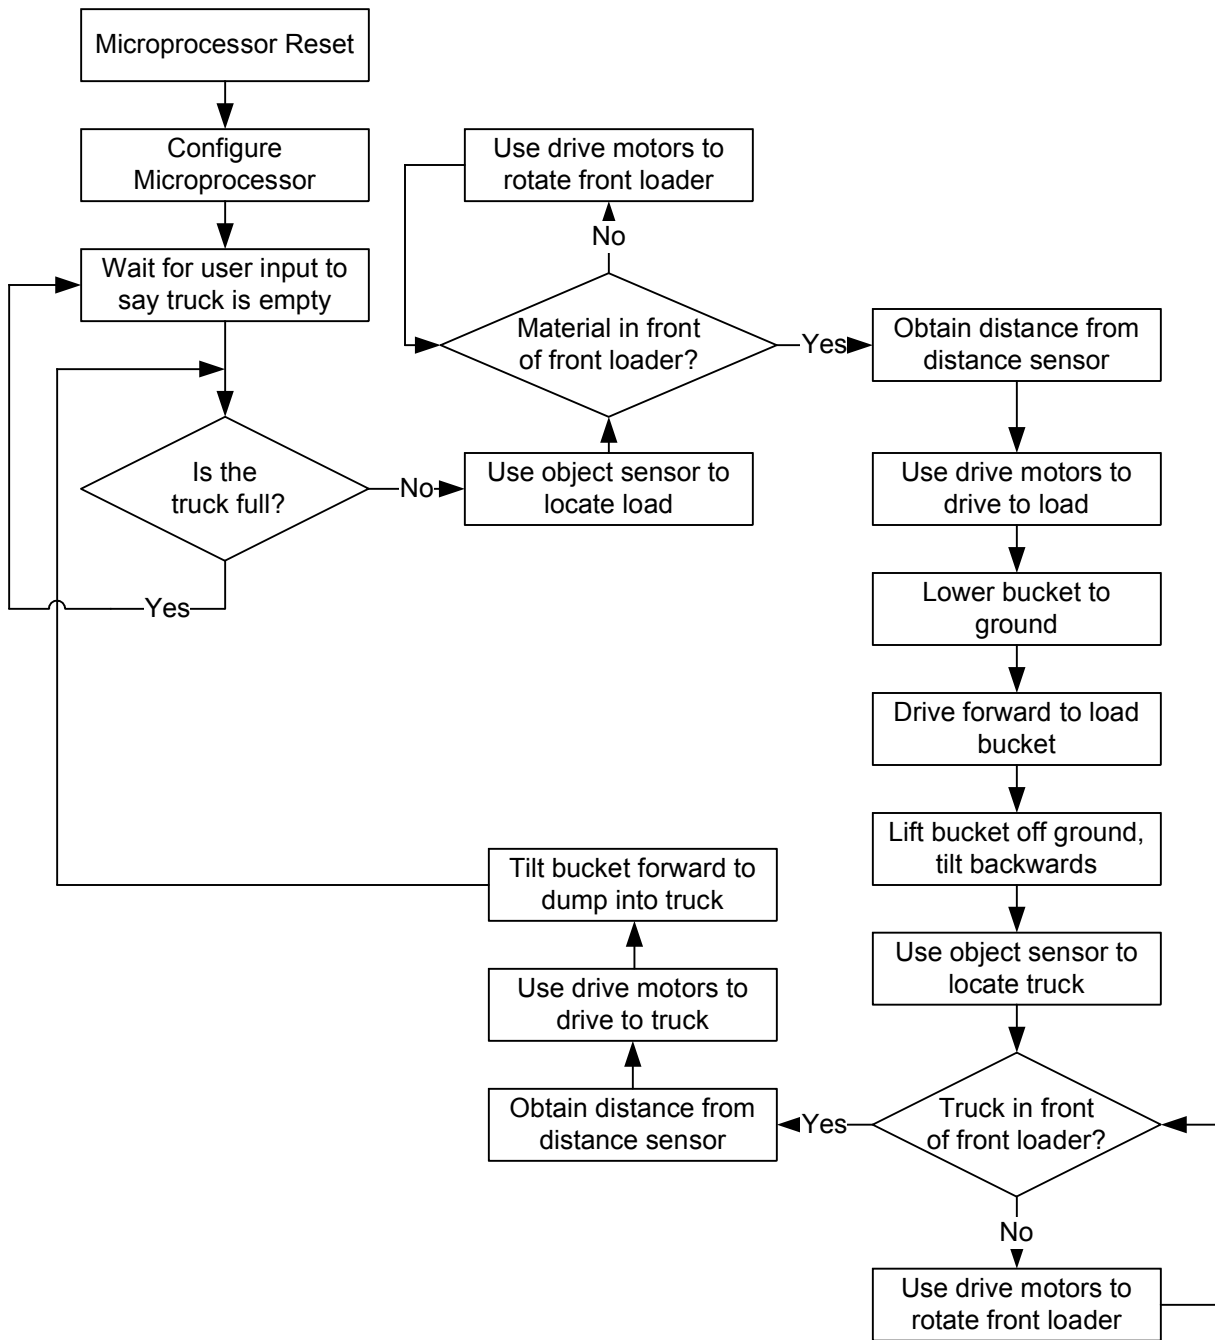 Microprocessor Reset
Configure
Microprocessor
Wait for user input to
say truck is empty
Is the
truck full?
Yes
No
Use object sensor to
locate load
Material in front
of front loader?
No
Use drive motors to
rotate front loader
Yes
Obtain distance from
distance sensor
Use drive motors to
drive to load
Lower bucket to
ground
Drive forward to load
bucket
Lift bucket off ground,
tilt backwards
Use object sensor to
locate truck
Truck in front
of front loader?
No
Use drive motors to
rotate front loader
Yes
Obtain distance from
distance sensor
Use drive motors to
drive to truck
Tilt bucket forward to
dump into truck